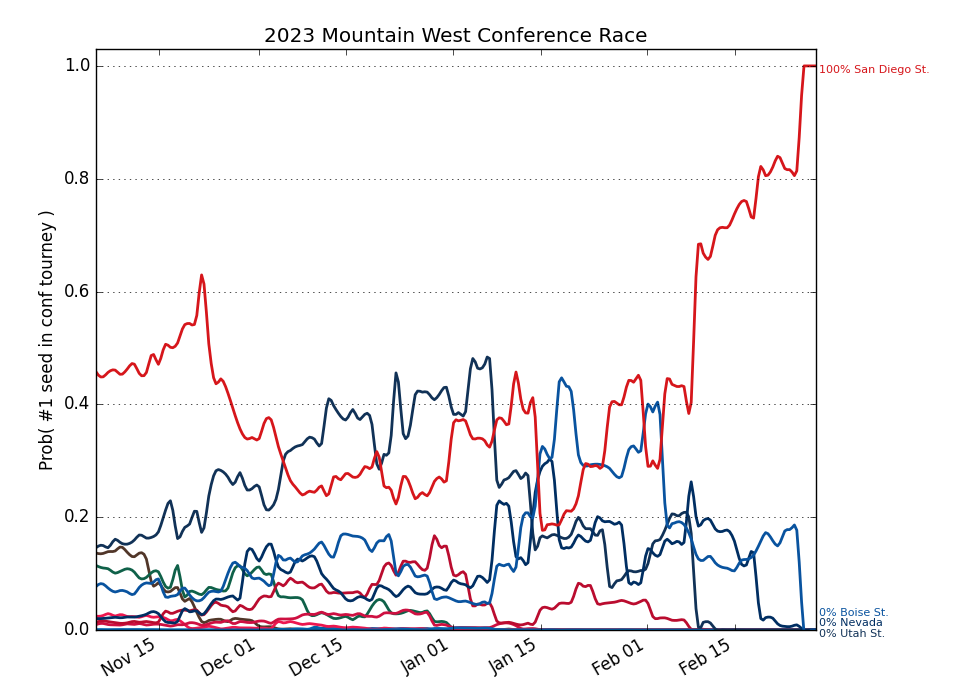 2023 Mountain West Conference Race
Prob( #1 seed in conf tourney )
1.0
0.8
0.6
0.4
0.2
0.0
Nov 15
Dec 01
Dec 15
Jan 01
Jan 15
Feb 01
Feb 15
100% San Diego St.
0% Boise St.
0% Nevada
0% Utah St.